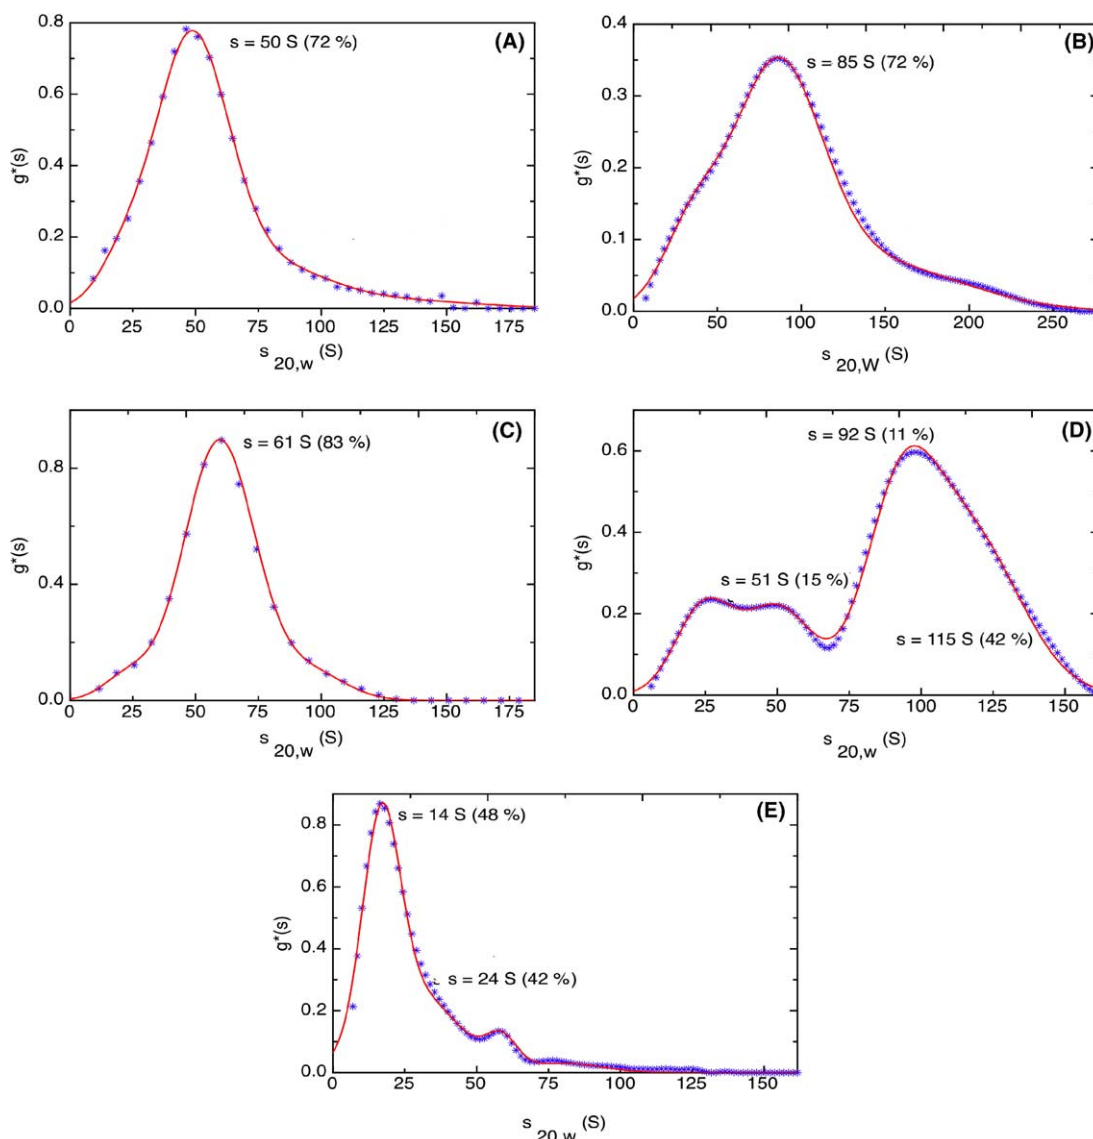 (A)
s = 50 S (72 %)
g*(s)
0.8
0.6
0.4
0.2
0.0
0 25 50 75 100 125 175
s 20,w (S)
(B)
s = 85 S (72 %)
g*(s)
0.4
0.3
0.2
0.1
0.0
0 50 100 150 200 250
s 20,W (S)
(C)
s = 61 S (83 %)
g*(s)
0.8
0.4
0.0
0 25 50 75 100 125 175
s 20,w (S)
(D)
s = 92 S (11 %)
s = 51 S (15 %)
s = 115 S (42 %)
g*(s)
0.6
0.4
0.2
0.0
0 25 50 75 100 125 150
s 20,w (S)
(E)
s = 14 S (48 %)
s = 24 S (42 %)
g*(s)
0.8
0.6
0.4
0.2
0.0
0 25 50 75 100 150
s 20,w (S)